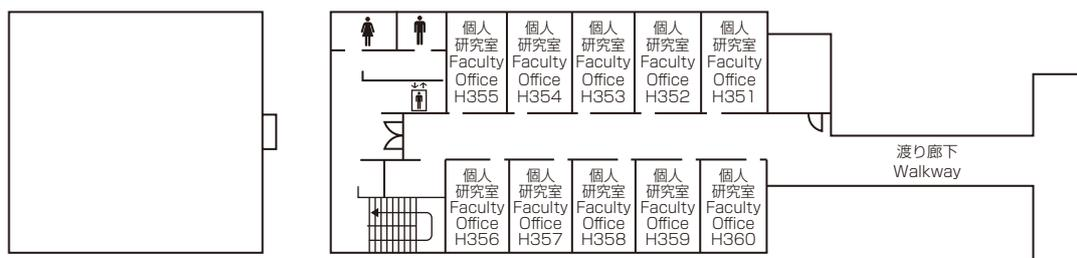 個人
研究室
Faculty
Office
H355
個人
研究室
Faculty
Office
H354
個人
研究室
Faculty
Office
H353
個人
研究室
Faculty
Office
H352
個人
研究室
Faculty
Office
H351
渡り廊下
Walkway
個人
研究室
Faculty
Office
H356
個人
研究室
Faculty
Office
H357
個人
研究室
Faculty
Office
H358
個人
研究室
Faculty
Office
H359
個人
研究室
Faculty
Office
H360